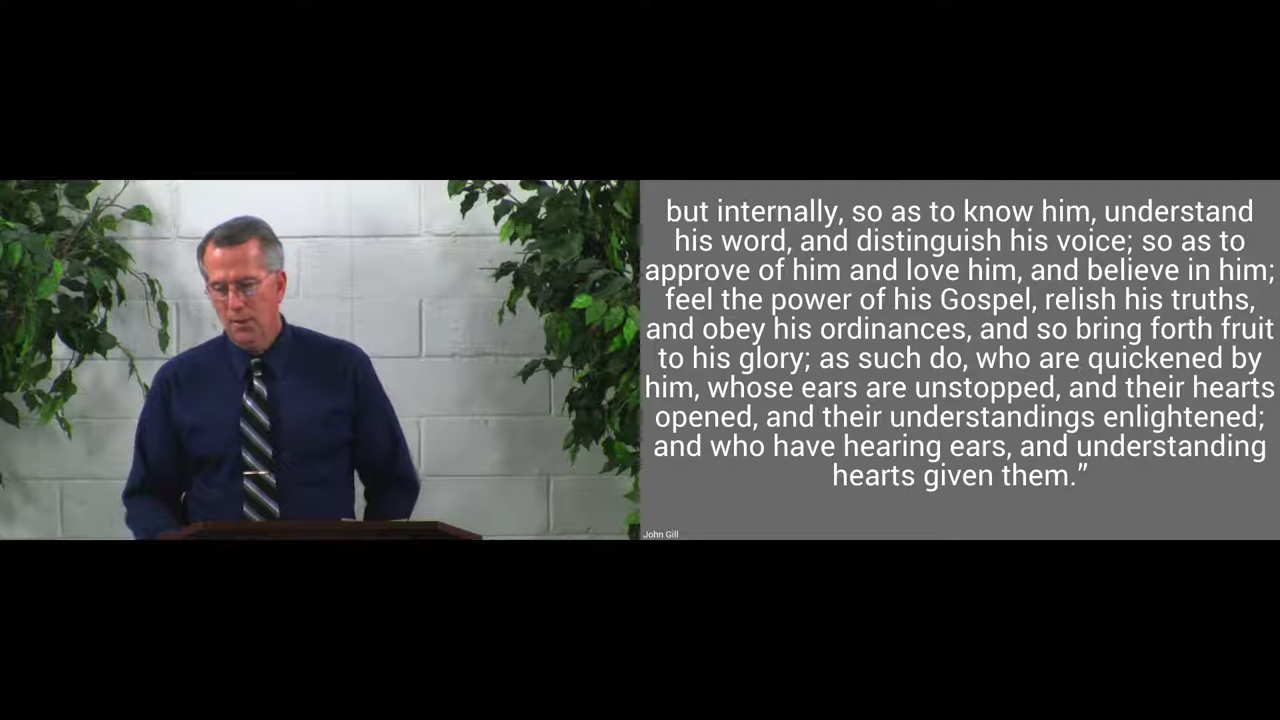 but internally, so as to know him, understand
his word, and distinguish his voice; so as to
approve of him and love him, and believe in him;
feel the power of his Gospel, relish his truths,
and obey his ordinances, and so bring forth fruit
to his glory; as such do, who are quickened by
him, whose ears are unstopped, and their hearts
opened, and their understandings enlightened;
and who have hearing ears, and understanding
hearts given them.”
John Gill